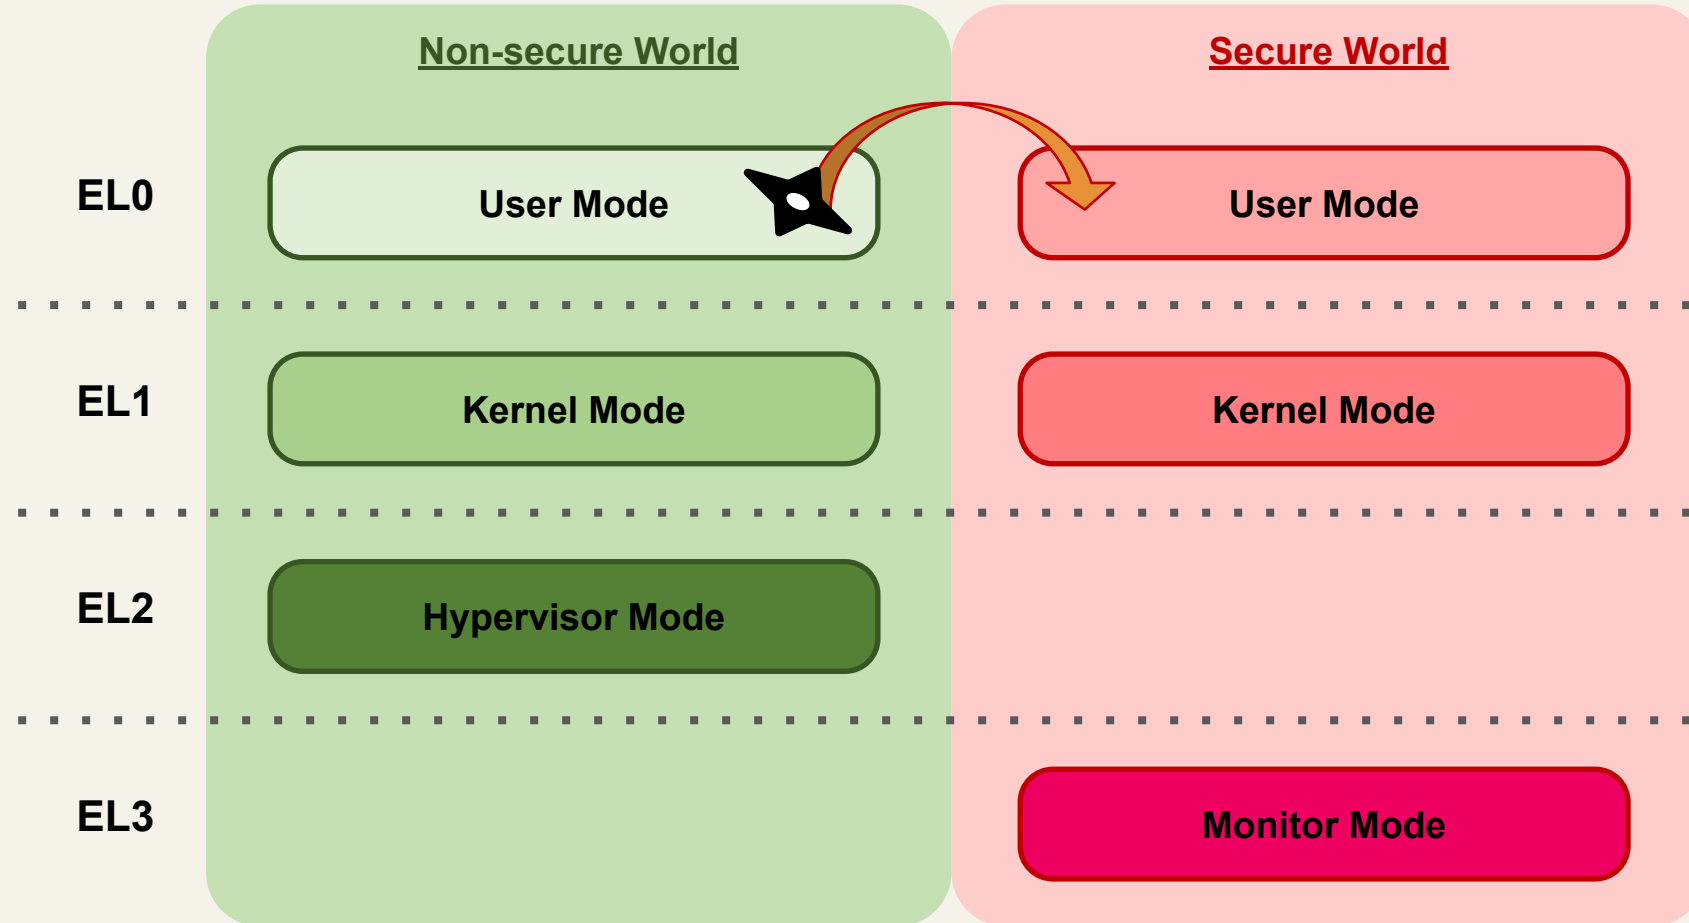 Non-secure World
Secure World
EL0
User Mode
User Mode
EL1
Kernel Mode
Kernel Mode
EL2
Hypervisor Mode
EL3
Monitor Mode